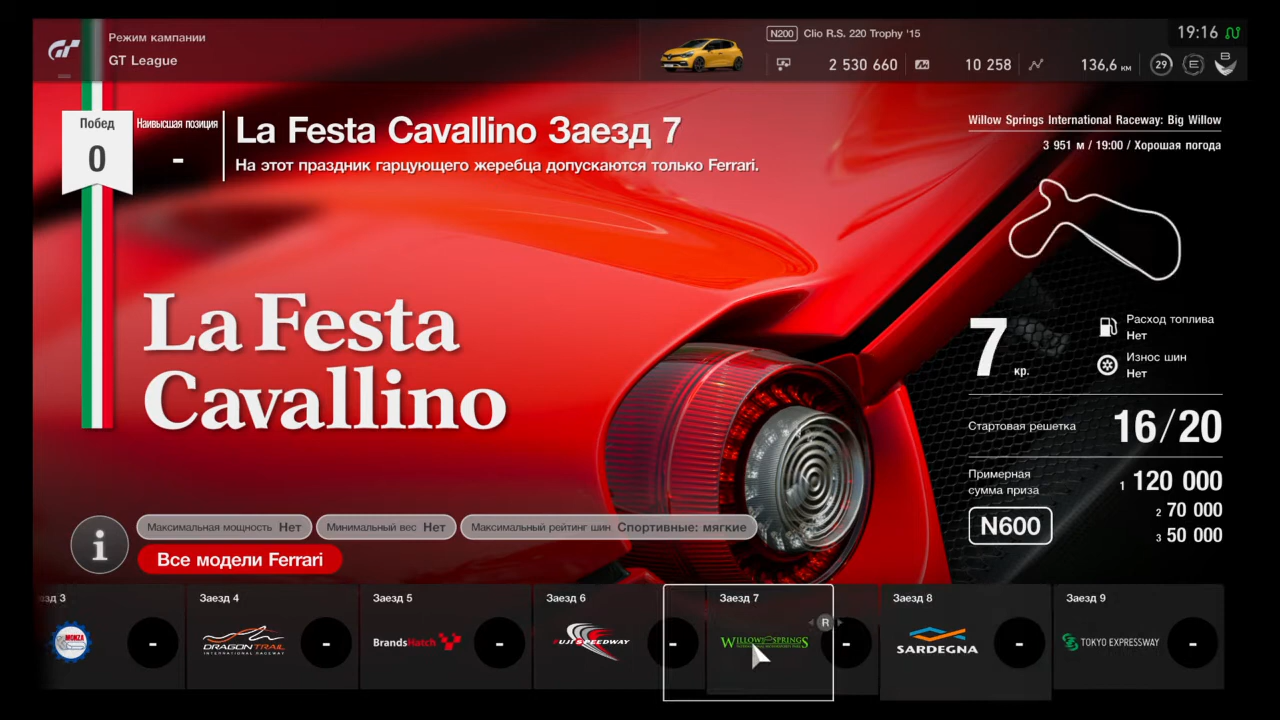 Режим кампании
GT League
N200 Clio R.S. 220 Trophy '15
2 530 660
10 258
136,6 км
29
E
B
19:16
Побед
0
Наивысшая позиция
-
La Festa Cavallino Заезд 7
На этот праздник гарцующего жеребца допускаются только Ferrari.
Willow Springs International Raceway: Big Willow
3 951 м / 19:00 / Хорошая погода
La Festa
Cavallino
7 кр.
Расход топлива
Нет
Износ шин
Нет
Стартовая решетка 16/20
Примерная
сумма приза
N600
1 120 000
2 70 000
3 50 000
i
Максимальная мощность Нет
Минимальный вес Нет
Максимальный рейтинг шин Спортивные: мягкие
Все модели Ferrari
езд 3
MONZA
-
Заезд 4
DRAGON TRAIL
INTERNATIONAL RACEWAY
-
Заезд 5
BrandsHatch
-
Заезд 6
FUJI SPEEDWAY
-
Заезд 7
WILLOW SPRINGS
R
-
Заезд 8
SARDEGNA
-
Заезд 9
TOKYO EXPRESSWAY
-